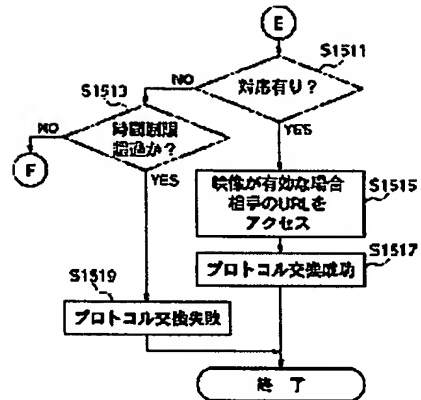 E
S1511
対応有り?
NO
YES
S1513
時間制限
超過か?
NO
YES
F
映像が有効な場合
相手のURLを
アクセス
S1515
プロトコル交換成功
S1517
S1519
プロトコル交換失敗
終 了